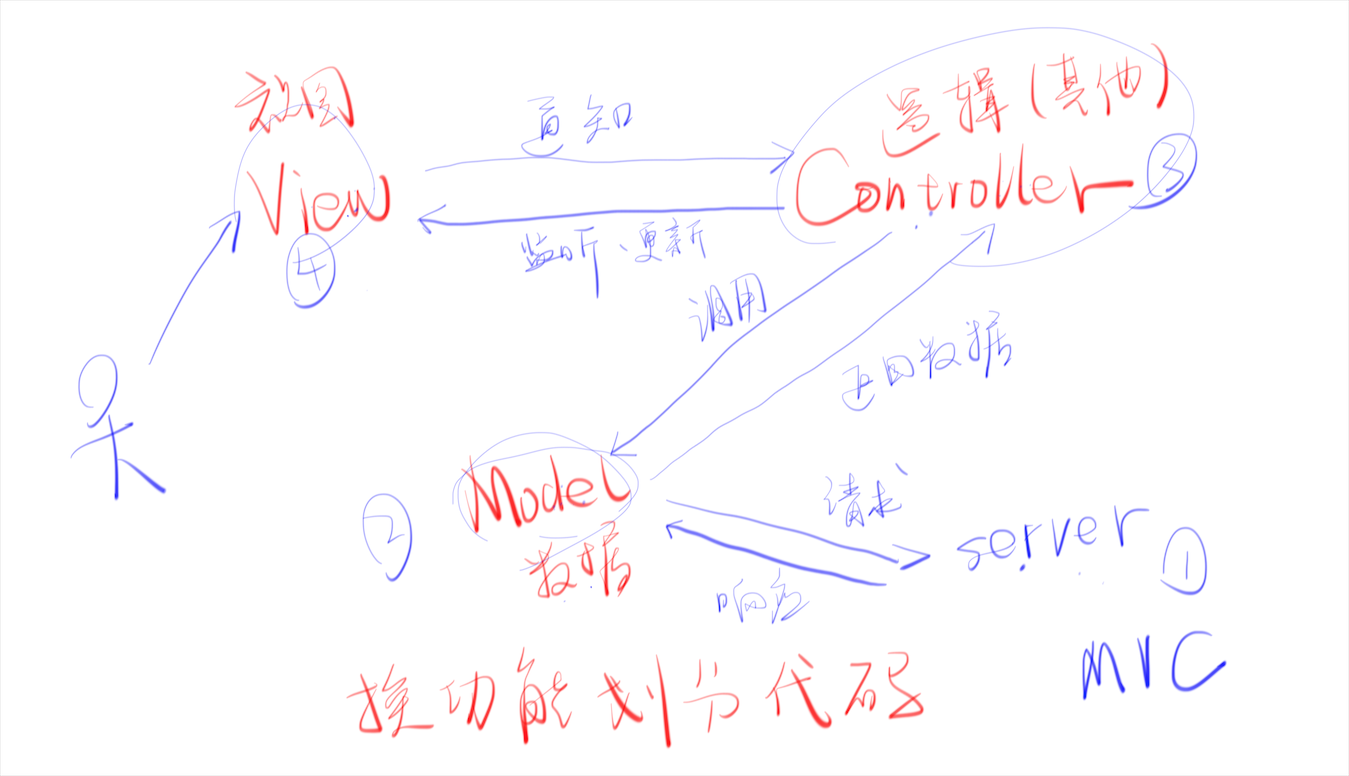 视图
View
④
通知
监听、更新
逻辑(其他)
Controller
③
调用
返回数据
Model
②
数据
请求
响应
server
①
MVC
按功能划分代码